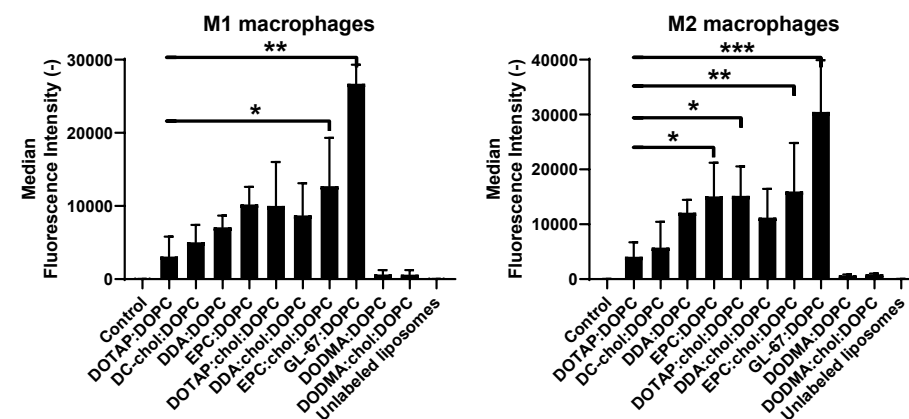 M1 macrophages
Median
Fluorescence Intensity (-)
30000
20000
10000
0
**
*
Control
DOTAP:DOPC
DC-chol:DOPC
DDA:DOPC
EPC:DOPC
DOTAP:chol:DOPC
DDA:chol:DOPC
EPC:chol:DOPC
GL-67:DOPC
DODMA:DOPC
DODMA:chol:DOPC
Unlabeled liposomes
M2 macrophages
Median
Fluorescence Intensity (-)
40000
30000
20000
10000
0
***
**
*
*
Control
DOTAP:DOPC
DC-chol:DOPC
DDA:DOPC
EPC:DOPC
DOTAP:chol:DOPC
DDA:chol:DOPC
EPC:chol:DOPC
GL-67:DOPC
DODMA:DOPC
DODMA:chol:DOPC
Unlabeled liposomes